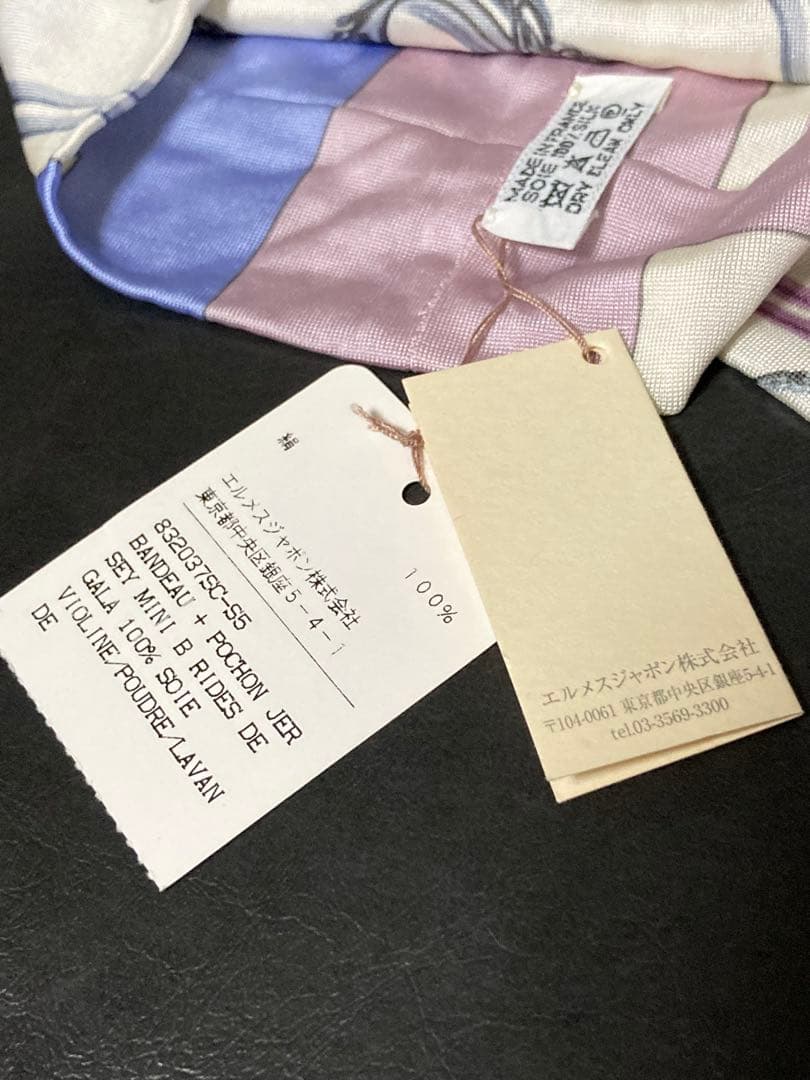 MADE IN FRANCE
SOIE 100% SILK
DRY CLEAN ONLY
絹
100%
エルメスジャポン株式会社
東京都中央区銀座5-4-1
832037SC-S5
BANDEAU + POCHON JER
SEY MINI B RIDES DE
GALA 100% SOIE
VIOLINE/POUDRE/LAVAN
DE
エルメスジャポン株式会社
〒104-0061 東京都中央区銀座5-4-1
tel.03-3569-3300